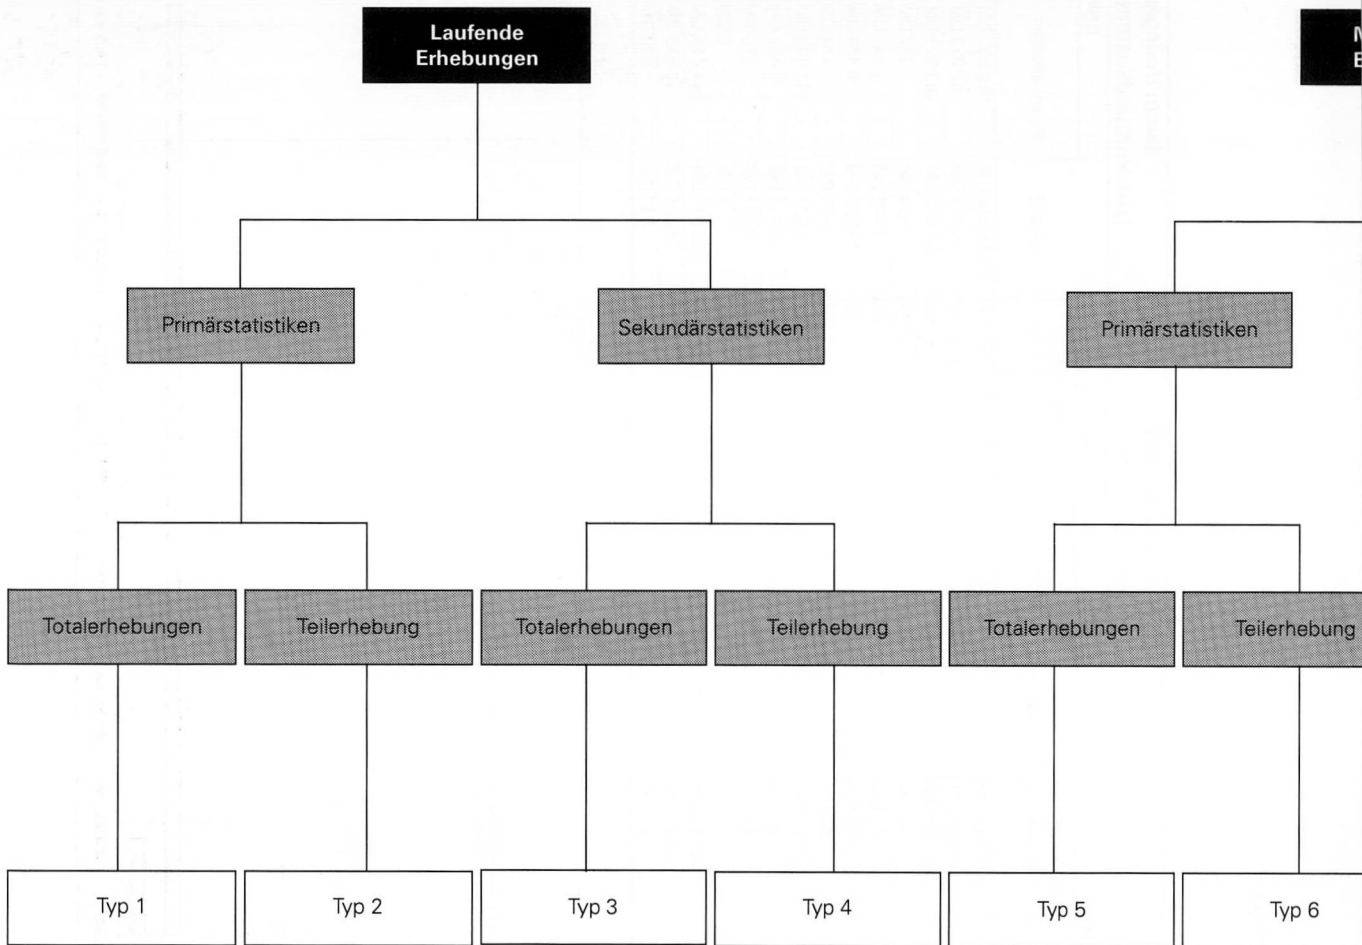 Laufende
Erhebungen
Primärstatistiken
Sekundärstatistiken
Primärstatistiken
Totalerhebungen
Teilerhebung
Totalerhebungen
Teilerhebung
Totalerhebungen
Teilerhebung
Typ 1
Typ 2
Typ 3
Typ 4
Typ 5
Typ 6